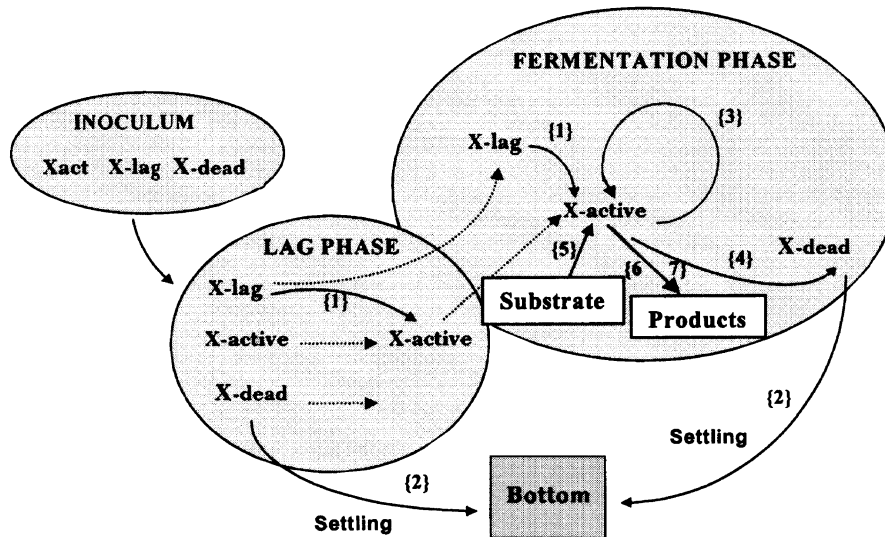 FERMENTATION PHASE
INOCULUM
Xact X-lag X-dead
{1}
{3}
X-lag
X-active
LAG PHASE
X-dead
{5}
{6
7}
{4}
X-lag
{1}
Substrate
Products
X-active
X-active
X-dead
{2}
Settling
{2}
Bottom
Settling